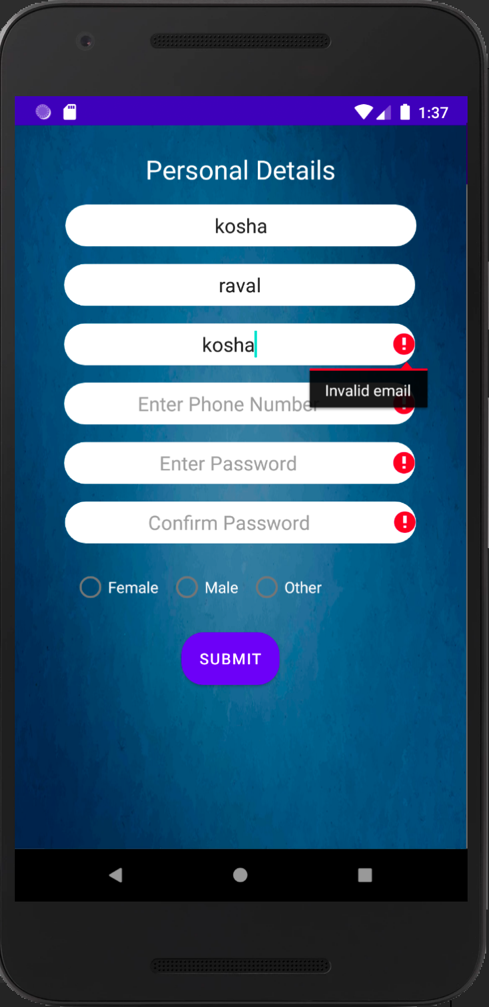 1:37
Personal Details
kosha
raval
kosha
Invalid email
Enter Phone Number
Enter Password
Confirm Password
Female Male Other
SUBMIT